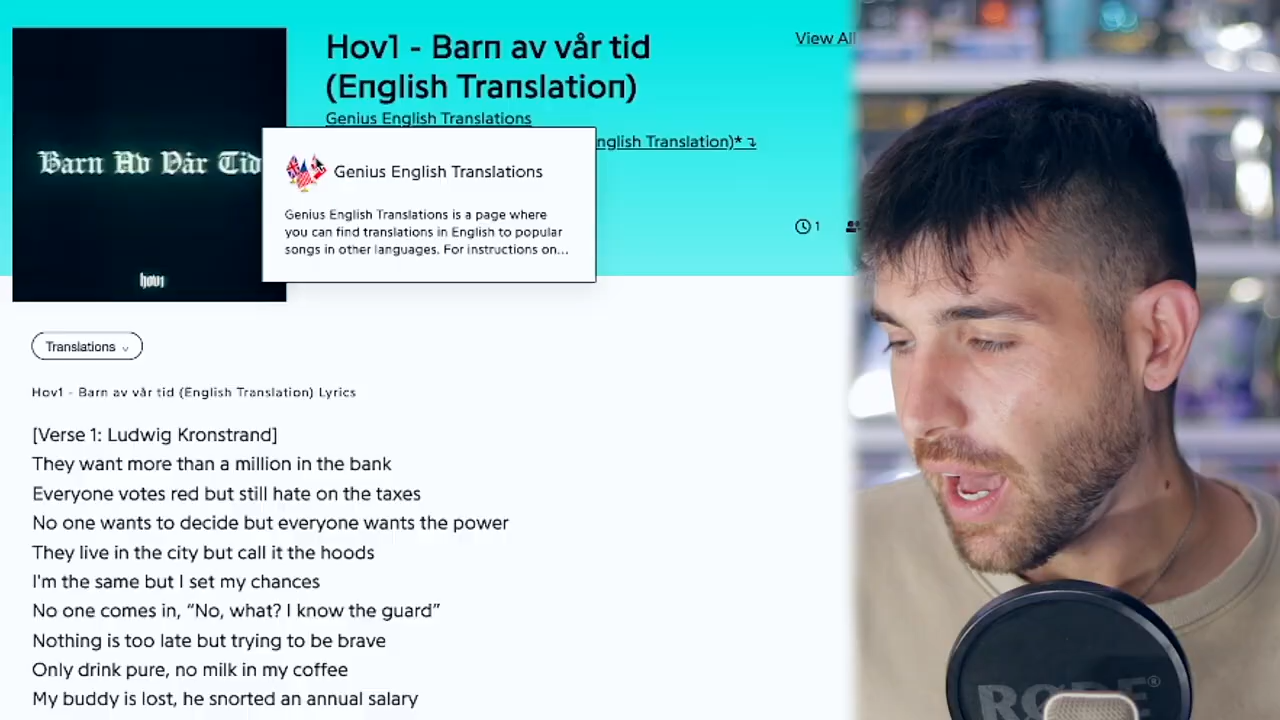 Hov1 - Barn av vår tid
(English Translation)
View All
Genius English Translations
nglish Translation)*
Genius English Translations
Genius English Translations is a page where
you can find translations in English to popular
songs in other languages. For instructions on...
1
Barn Av Vår Tid
hov1
Translations
Hov1 - Barn av vår tid (English Translation) Lyrics
[Verse 1: Ludwig Kronstrand]
They want more than a million in the bank
Everyone votes red but still hate on the taxes
No one wants to decide but everyone wants the power
They live in the city but call it the hoods
I'm the same but I set my chances
No one comes in, “No, what? I know the guard”
Nothing is too late but trying to be brave
Only drink pure, no milk in my coffee
My buddy is lost, he snorted an annual salary
RØDE®